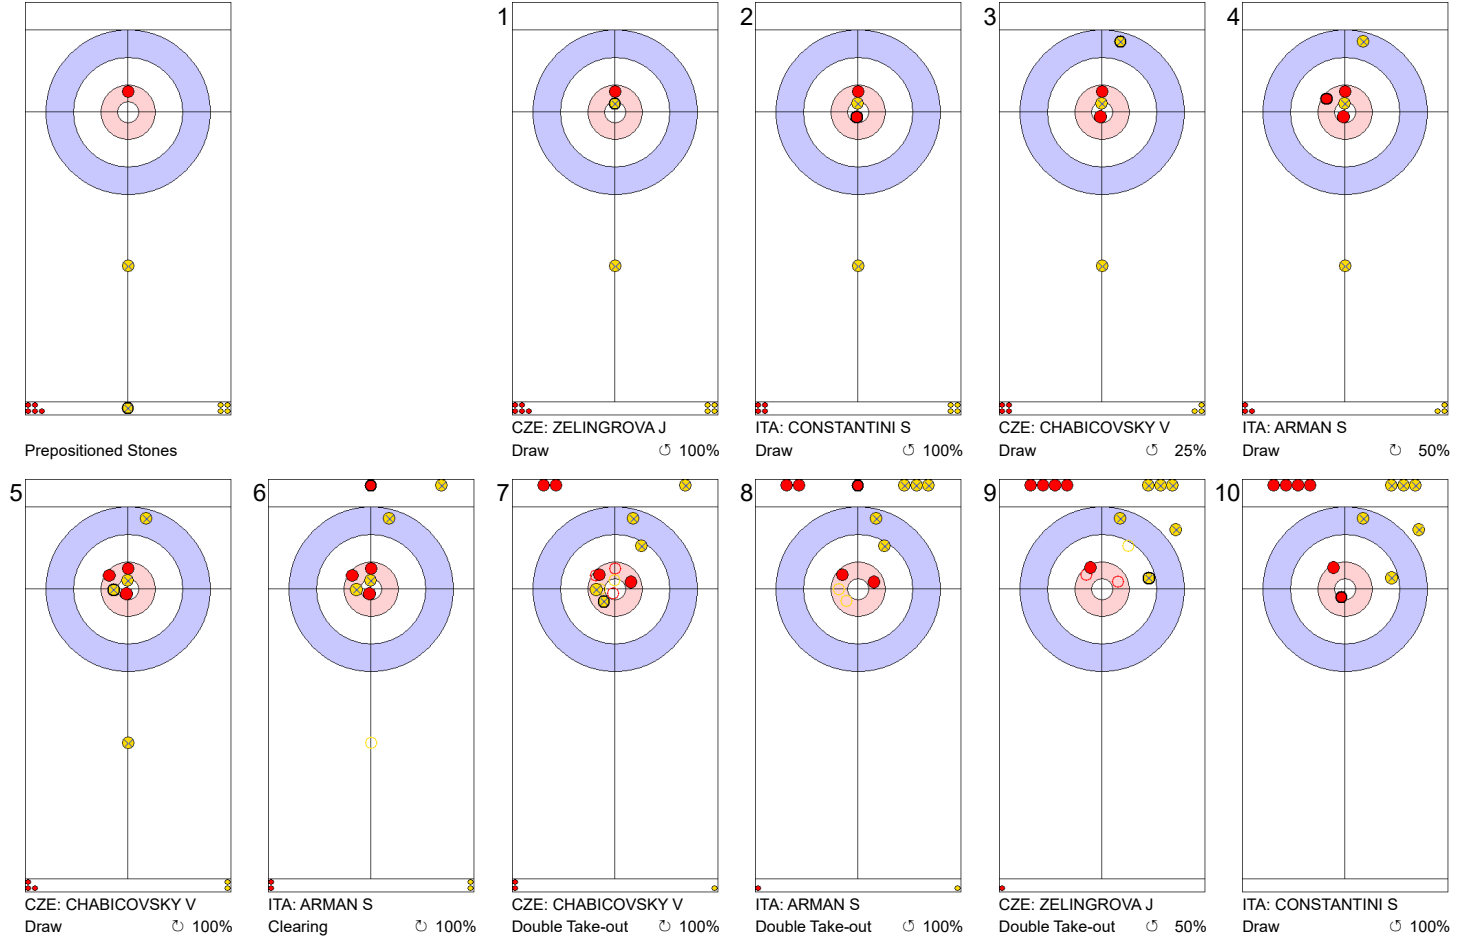 1
2
3
4
Prepositioned Stones
CZE: ZELINGROVA J
Draw ↺ 100%
ITA: CONSTANTINI S
Draw ↺ 100%
CZE: CHABICOVSKY V
Draw ↺ 25%
ITA: ARMAN S
Draw ↻ 50%
5
6
7
8
9
10
CZE: CHABICOVSKY V
Draw ↻ 100%
ITA: ARMAN S
Clearing ↻ 100%
CZE: CHABICOVSKY V
Double Take-out ↺ 100%
ITA: ARMAN S
Double Take-out ↺ 100%
CZE: ZELINGROVA J
Double Take-out ↺ 50%
ITA: CONSTANTINI S
Draw ↻ 100%